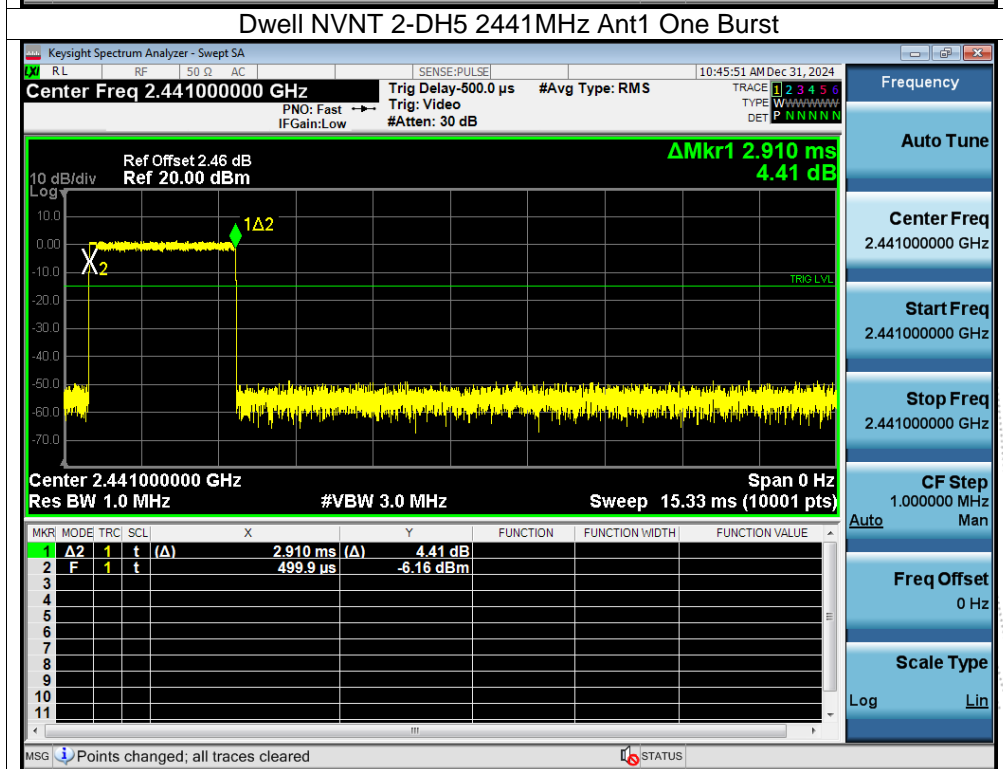 Dwell NVNT 2-DH5 2441MHz Ant1 One Burst
Keysight Spectrum Analyzer - Swept SA
LXI RL RF 50 Ω AC SENSE:PULSE 10:45:51 AM Dec 31, 2024
Center Freq 2.441000000 GHz Trig Delay-500.0 µs #Avg Type: RMS TRACE 1 2 3 4 5 6
PNO: Fast Trig: Video TYPE WWWWWW
IFGain:Low #Atten: 30 dB DET P N N N N N
Frequency
Auto Tune
Center Freq
2.441000000 GHz
Start Freq
2.441000000 GHz
Stop Freq
2.441000000 GHz
CF Step
1.000000 MHz
Auto Man
Freq Offset
0 Hz
Scale Type
Log Lin
ΔMkr1 2.910 ms
4.41 dB
Ref Offset 2.46 dB
10 dB/div Ref 20.00 dBm
Log
10.0
0.00
-10.0
-20.0
-30.0
-40.0
-50.0
-60.0
-70.0
1Δ2
2
TRIG LVL
Center 2.441000000 GHz Span 0 Hz
Res BW 1.0 MHz #VBW 3.0 MHz Sweep 15.33 ms (10001 pts)
MKR MODE TRC SCL X Y FUNCTION FUNCTION WIDTH FUNCTION VALUE
1 Δ2 1 t (Δ) 2.910 ms (Δ) 4.41 dB
2 F 1 t 499.9 µs -6.16 dBm
3
4
5
6
7
8
9
10
11
MSG Points changed; all traces cleared STATUS